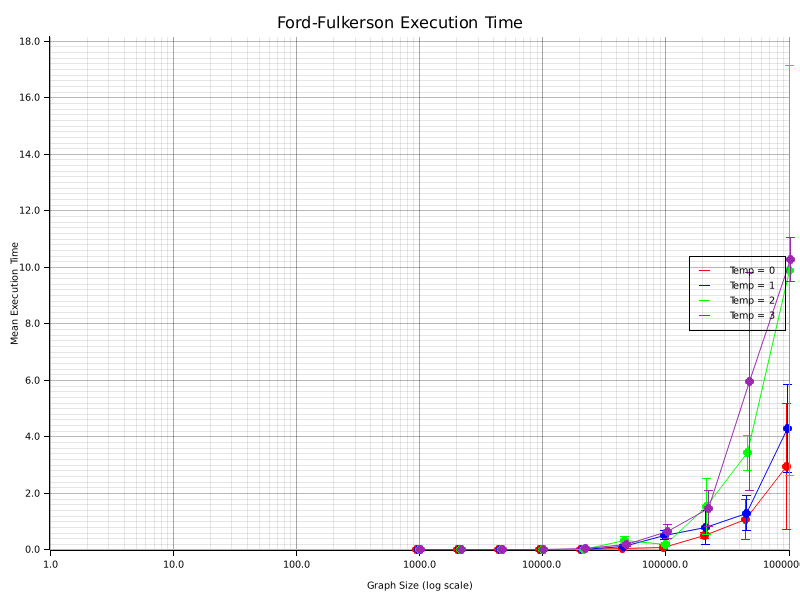 Ford-Fulkerson Execution Time
18.0
16.0
14.0
12.0
10.0
8.0
6.0
4.0
2.0
0.0
Mean Execution Time
Temp = 0
Temp = 1
Temp = 2
Temp = 3
1.0 10.0 100.0 1000.0 10000.0 100000.0 100000
Graph Size (log scale)